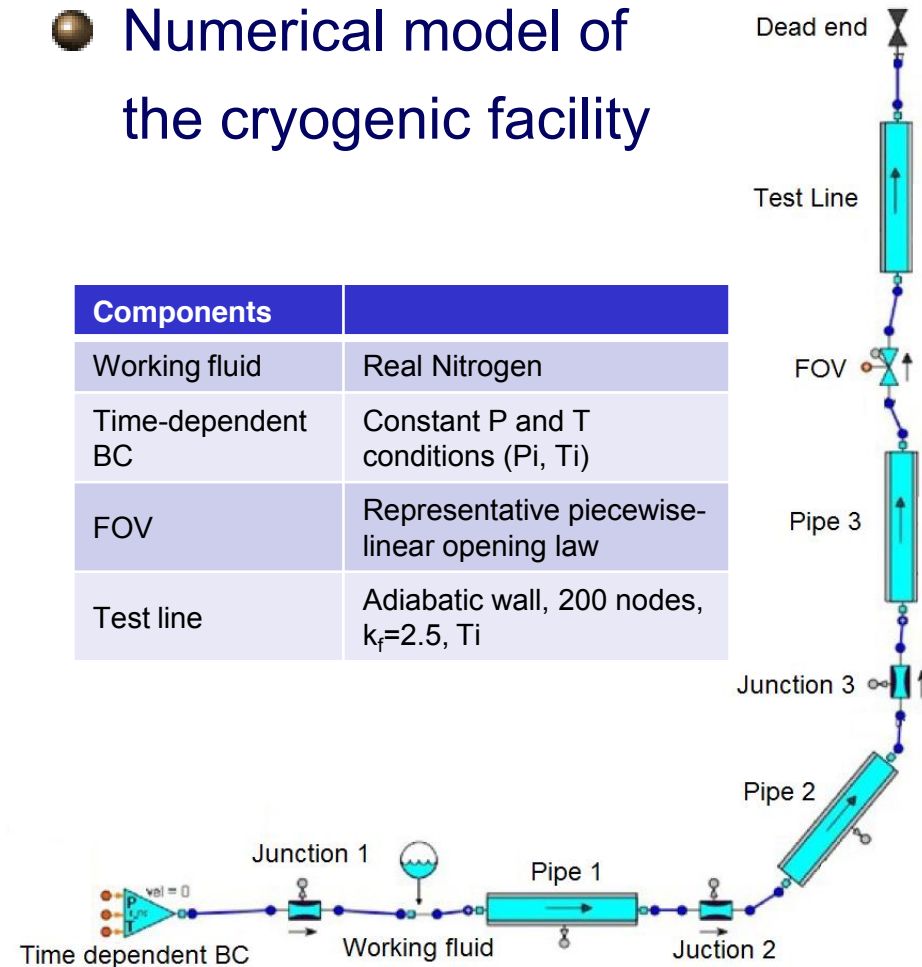 Numerical model of
the cryogenic facility
Components
Working fluid
Real Nitrogen
Time-dependent
BC
Constant P and T
conditions (Pi, Ti)
FOV
Representative piecewise-
linear opening law
Test line
Adiabatic wall, 200 nodes,
k_f=2.5, Ti
Dead end
Test Line
FOV
Pipe 3
Junction 3
Pipe 2
Junction 1
Pipe 1
vel = 0
P
T
Time dependent BC
Working fluid
Juction 2